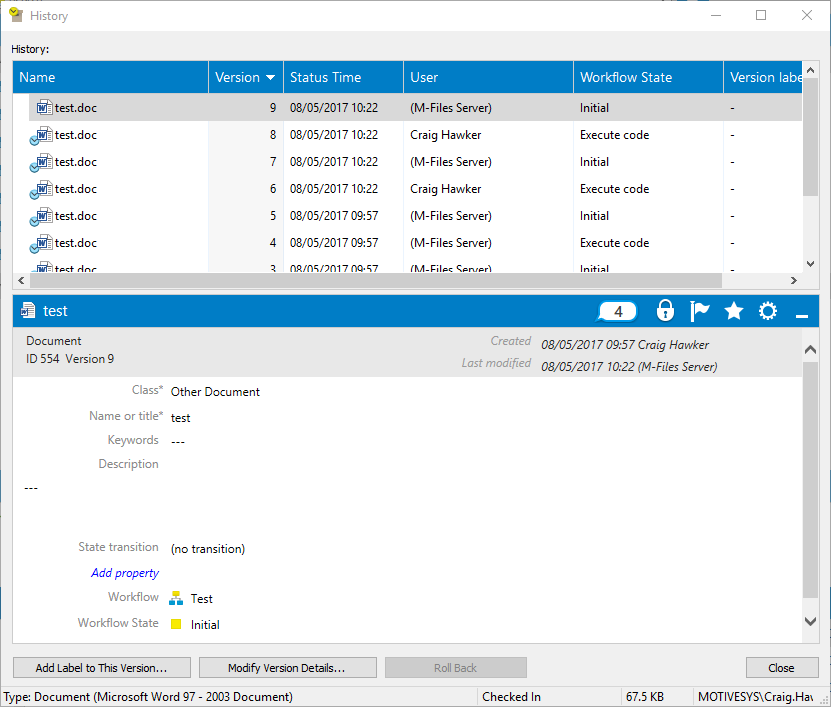 History
History:
Name Version Status Time User Workflow State Version labe
test.doc 9 08/05/2017 10:22 (M-Files Server) Initial -
test.doc 8 08/05/2017 10:22 Craig Hawker Execute code -
test.doc 7 08/05/2017 10:22 (M-Files Server) Initial -
test.doc 6 08/05/2017 10:22 Craig Hawker Execute code -
test.doc 5 08/05/2017 09:57 (M-Files Server) Initial -
test.doc 4 08/05/2017 09:57 (M-Files Server) Execute code -
test.doc 3 08/05/2017 09:57 (M-Files Server) Initial -
test 4
Document Created 08/05/2017 09:57 Craig Hawker
ID 554 Version 9 Last modified 08/05/2017 10:22 (M-Files Server)
Class* Other Document
Name or title* test
Keywords ---
Description
---
State transition (no transition)
Add property
Workflow Test
Workflow State Initial
Add Label to This Version... Modify Version Details... Roll Back Close
Type: Document (Microsoft Word 97 - 2003 Document) Checked In 67.5 KB MOTIVESYS\Craig.Hav